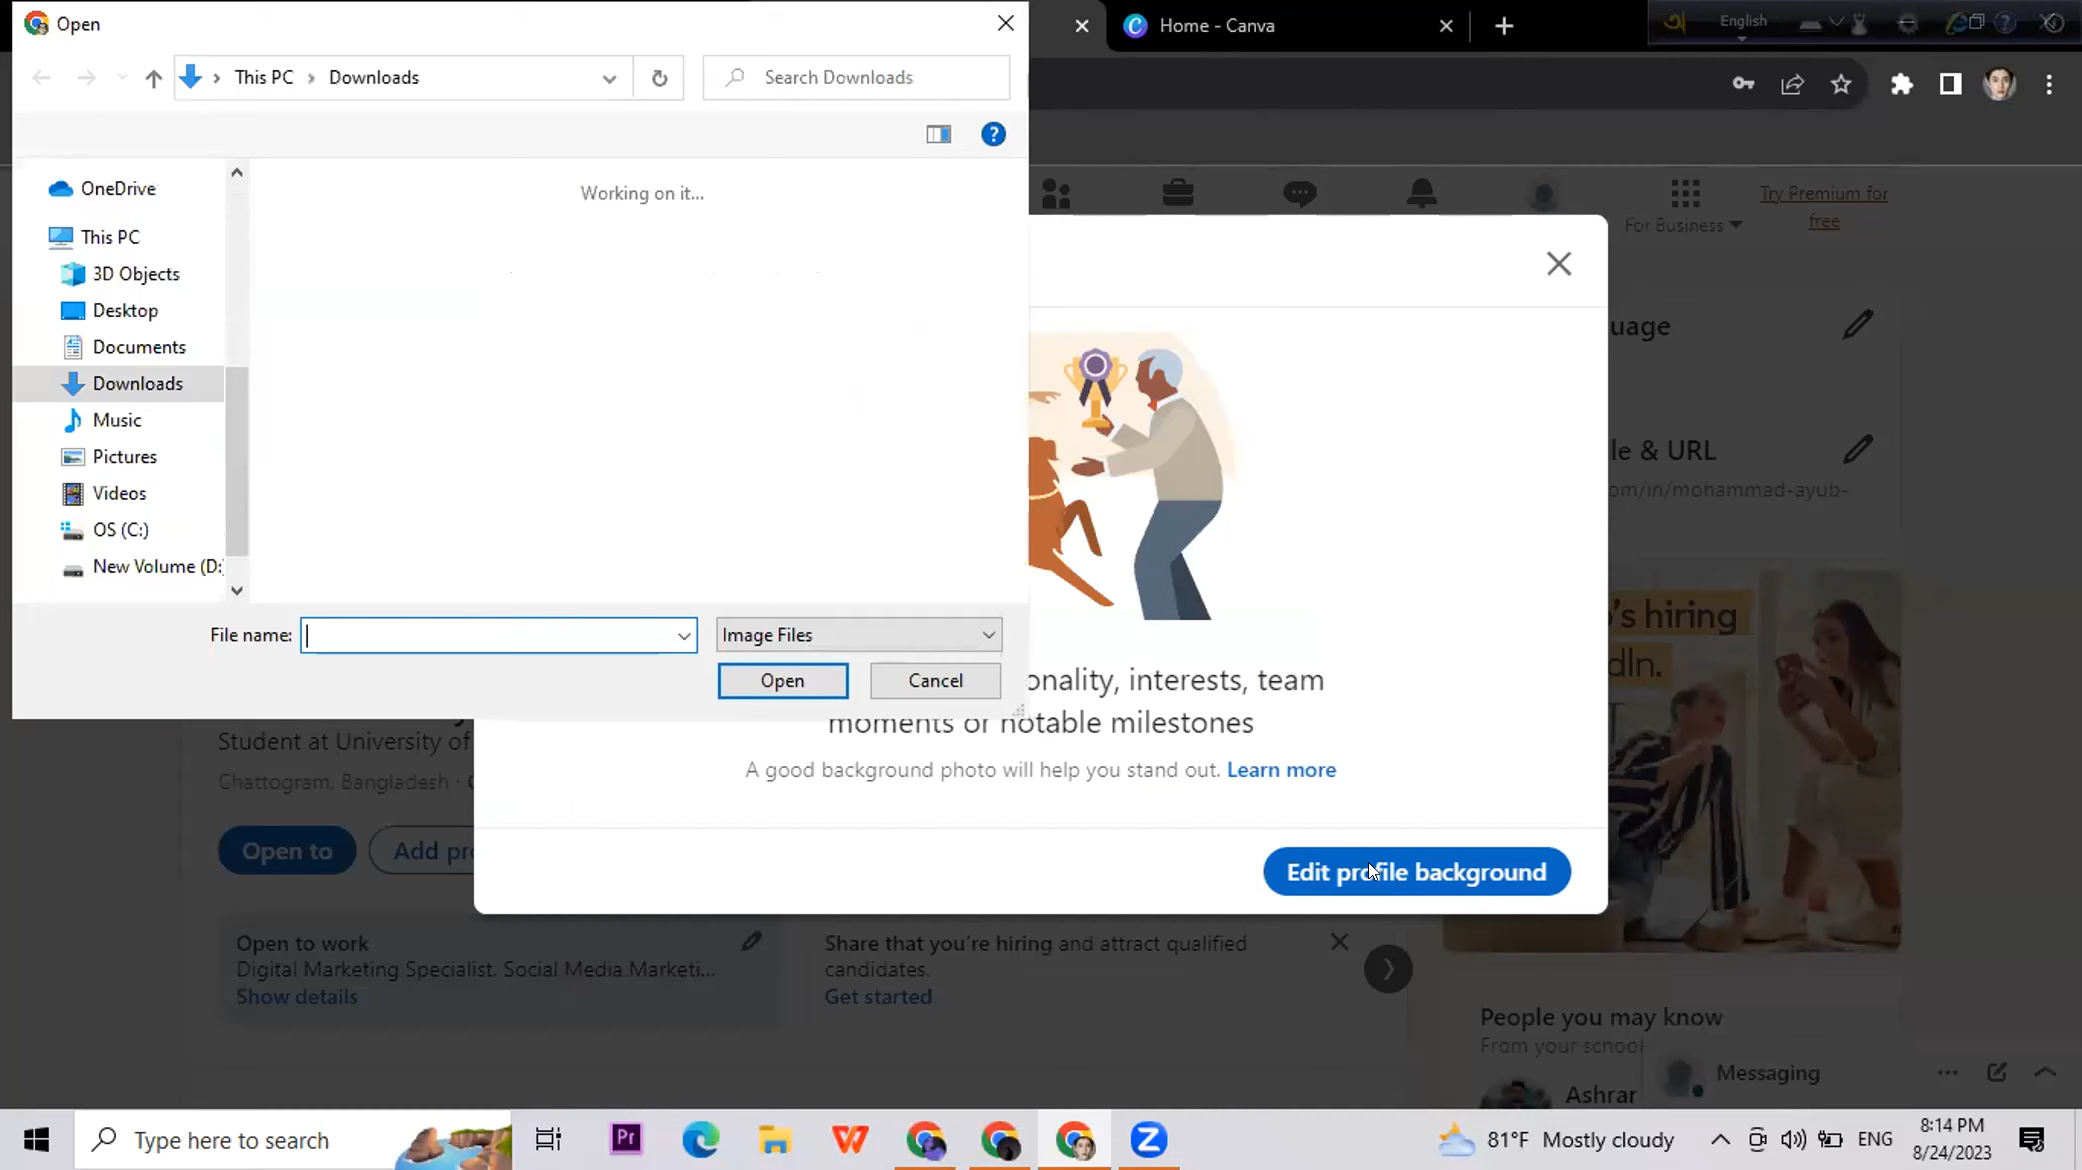 Open
Home - Canva
English
This PC > Downloads
Search Downloads
Working on it...
OneDrive
This PC
3D Objects
Desktop
Documents
Downloads
Music
Pictures
Videos
OS (C:)
New Volume (D:
File name:
Image Files
Open
Cancel
For Business
Try Premium for
free
uage
le & URL
om/in/mohammad-ayub-
's hiring
dIn.
onality, interests, team
moments or notable milestones
A good background photo will help you stand out. Learn more
Edit profile background
Student at University of
Chattogram, Bangladesh ·
Open to
Add pr
Open to work
Digital Marketing Specialist, Social Media Marketi...
Show details
Share that you're hiring and attract qualified
candidates.
Get started
People you may know
From your school
Ashrar
Messaging
Type here to search
Pr
81°F Mostly cloudy
ENG
8:14 PM
8/24/2023